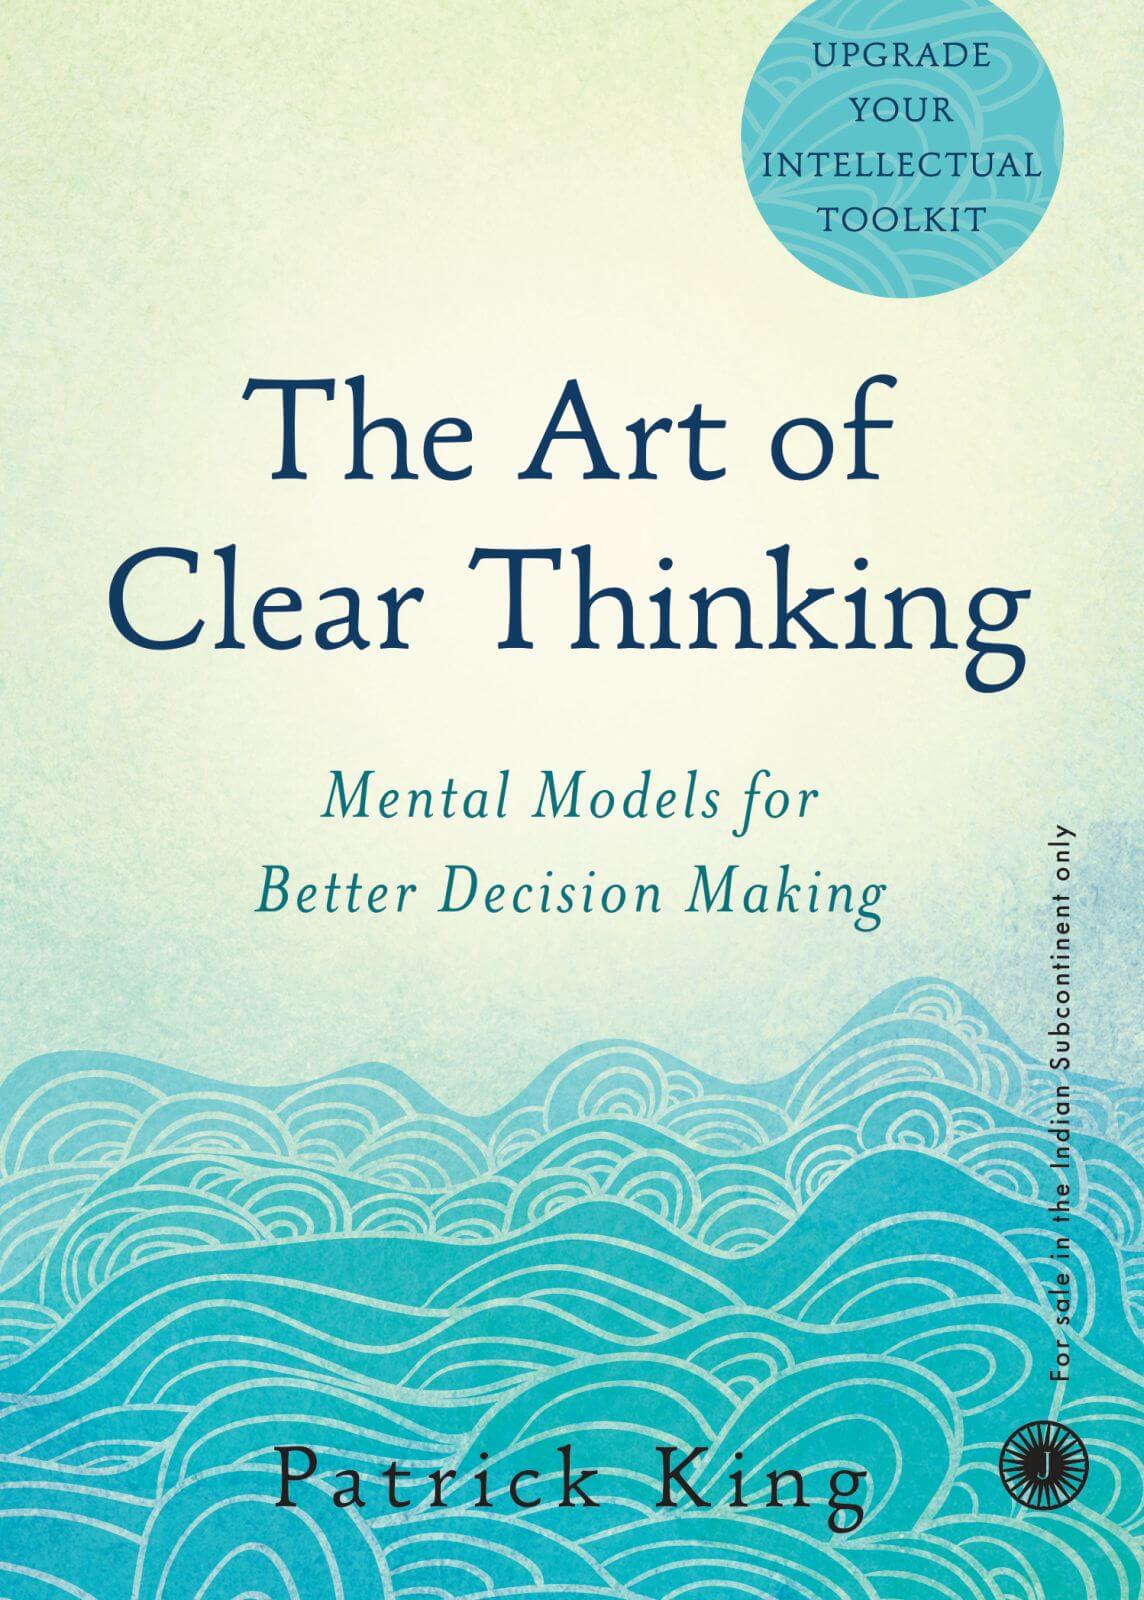 UPGRADE
YOUR
INTELLECTUAL
TOOLKIT
The Art of
Clear Thinking
Mental Models for
Better Decision Making
For sale in the Indian Subcontinent only
Patrick King
J